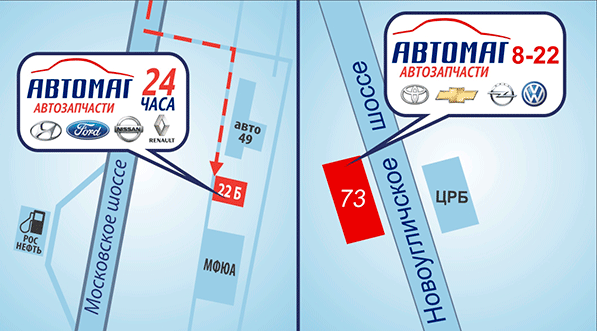 АВТОМАГ
АВТОЗАПЧАСТИ
24
ЧАСА
HYUNDAI
Ford
NISSAN
RENAULT
авто
49
22 Б
РОС
НЕФТЬ
МФЮА
Московское шоссе
АВТОМАГ
8-22
АВТОЗАПЧАСТИ
73
ЦРБ
Новоугличское шоссе